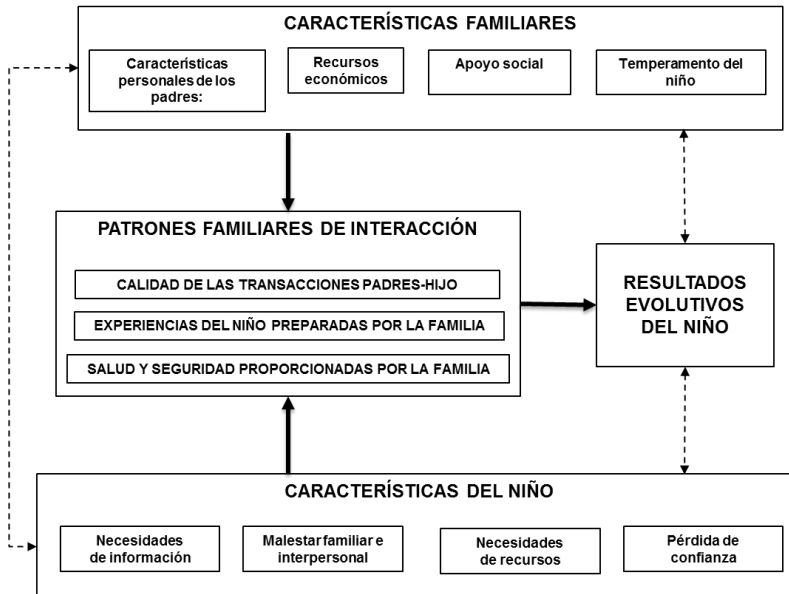 CARACTERÍSTICAS FAMILIARES
Características
personales de los
padres:
Recursos
económicos
Apoyo social
Temperamento del
niño
PATRONES FAMILIARES DE INTERACCIÓN
CALIDAD DE LAS TRANSACCIONES PADRES-HIJO
EXPERIENCIAS DEL NIÑO PREPARADAS POR LA FAMILIA
SALUD Y SEGURIDAD PROPORCIONADAS POR LA FAMILIA
RESULTADOS
EVOLUTIVOS
DEL NIÑO
CARACTERÍSTICAS DEL NIÑO
Necesidades
de información
Malestar familiar e
interpersonal
Necesidades
de recursos
Pérdida de
confianza